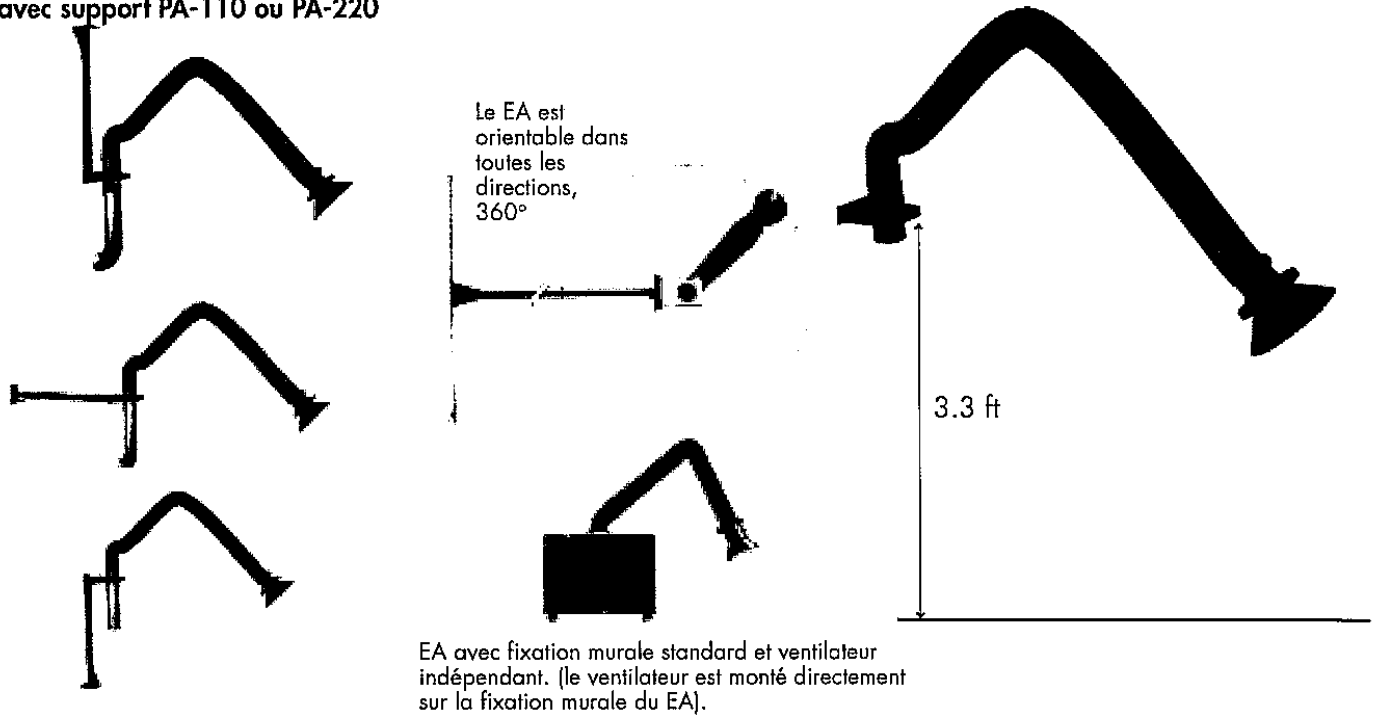 avec support PA-110 ou PA-220
Le EA est
orientable dans
toutes les
directions,
360°
3.3 ft
EA avec fixation murale standard et ventilateur
indépendant. (le ventilateur est monté directement
sur la fixation murale du EA).